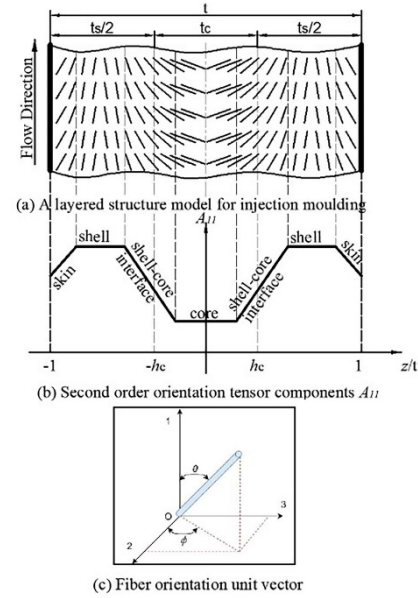 t
ts/2 tc ts/2
Flow Direction
(a) A layered structure model for injection moulding
A11
skin shell shell-core interface core shell-core interface shell skin
-1 -hc hc 1 z/t
(b) Second order orientation tensor components A11
1
θ
O
3
2
ϕ
(c) Fiber orientation unit vector